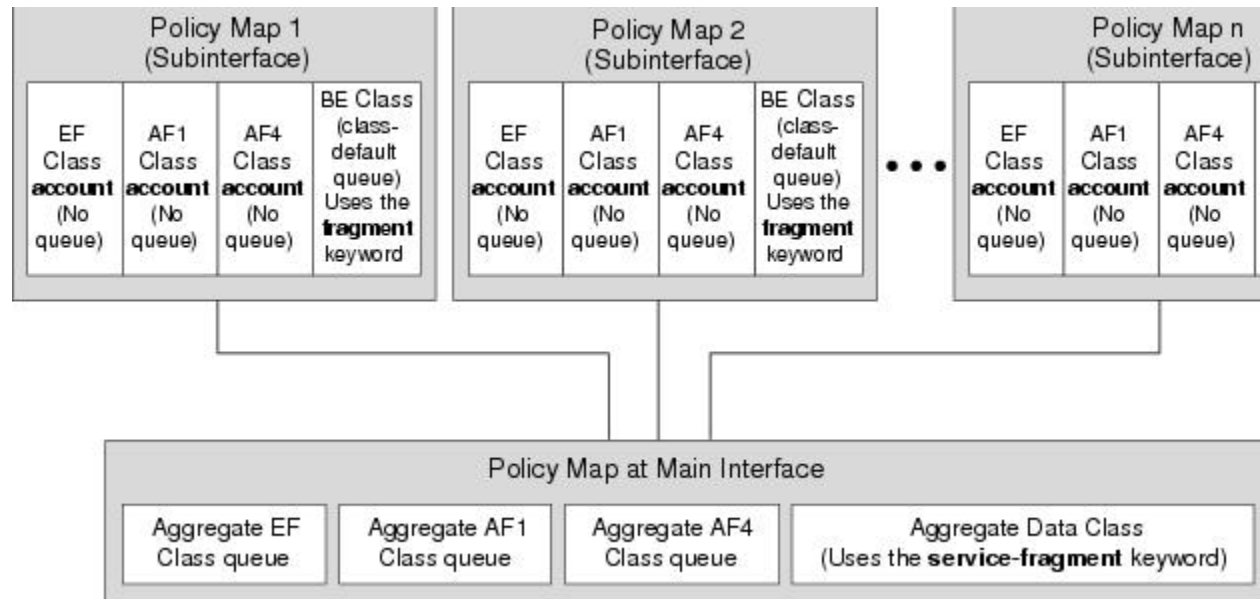 Policy Map 1
(Subinterface)
EF
Class
account
(No
queue)
AF1
Class
account
(No
queue)
AF4
Class
account
(No
queue)
BE Class
(class-
default
queue)
Uses the
fragment
keyword
Policy Map 2
(Subinterface)
EF
Class
account
(No
queue)
AF1
Class
account
(No
queue)
AF4
Class
account
(No
queue)
BE Class
(class-
default
queue)
Uses the
fragment
keyword
•••
Policy Map n
(Subinterface)
EF
Class
account
(No
queue)
AF1
Class
account
(No
queue)
AF4
Class
account
(No
queue)
Policy Map at Main Interface
Aggregate EF
Class queue
Aggregate AF1
Class queue
Aggregate AF4
Class queue
Aggregate Data Class
(Uses the service-fragment keyword)